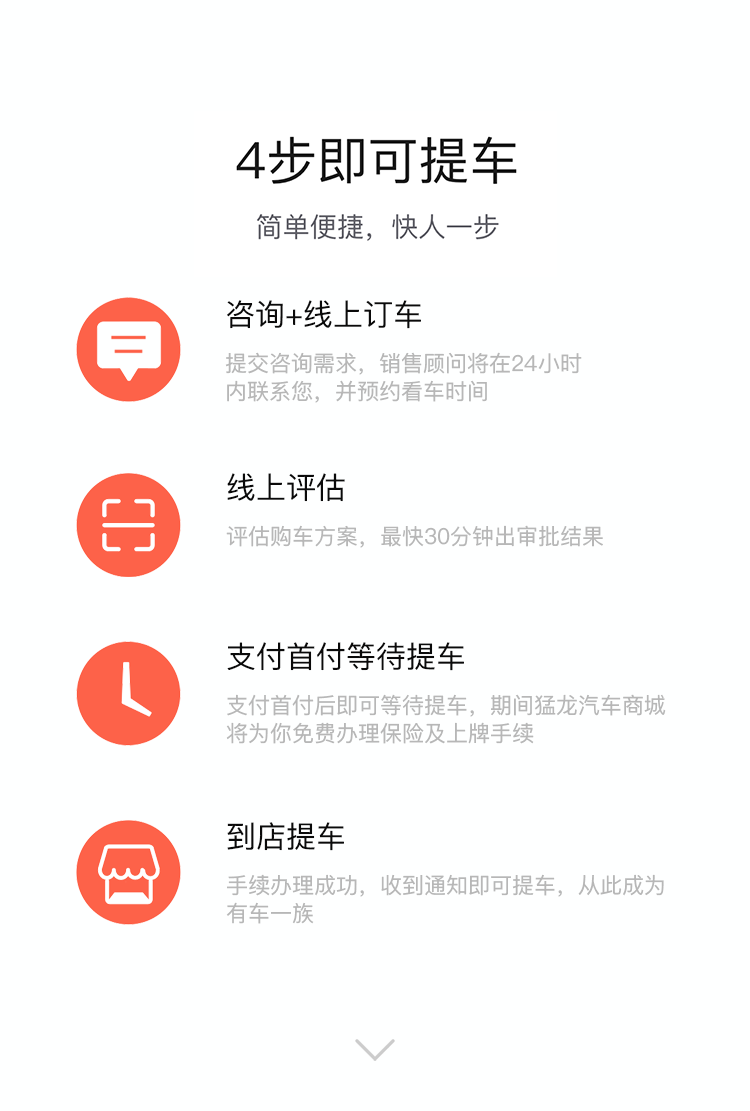 4步即可提车
简单便捷，快人一步
咨询+线上订车
提交咨询需求，销售顾问将在24小时
内联系您，并预约看车时间
线上评估
评估购车方案，最快30分钟出审批结果
支付首付等待提车
支付首付后即可等待提车，期间猛龙汽车商城
将为你免费办理保险及上牌手续
到店提车
手续办理成功，收到通知即可提车，从此成为
有车一族